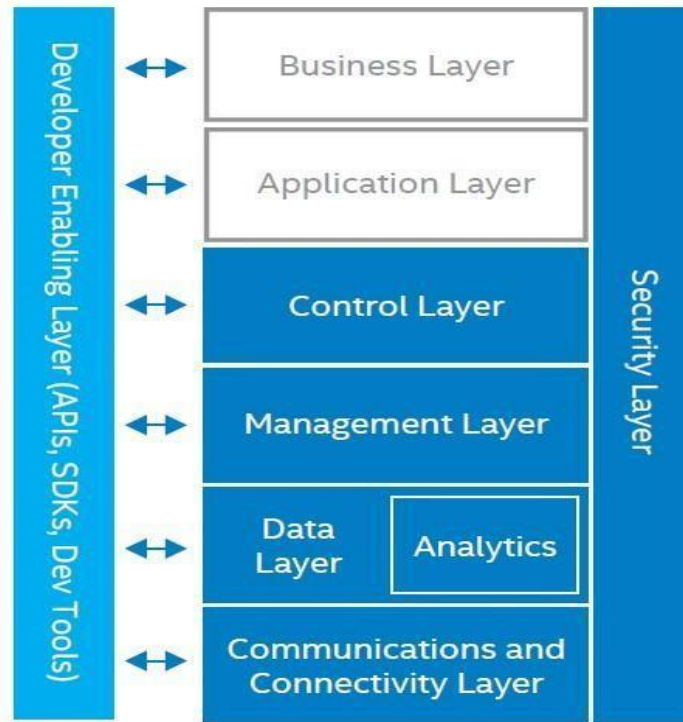 Developer Enabling Layer (APIs, SDKs, Dev Tools)
Business Layer
Application Layer
Control Layer
Management Layer
Data
Layer
Analytics
Communications and
Connectivity Layer
Security Layer